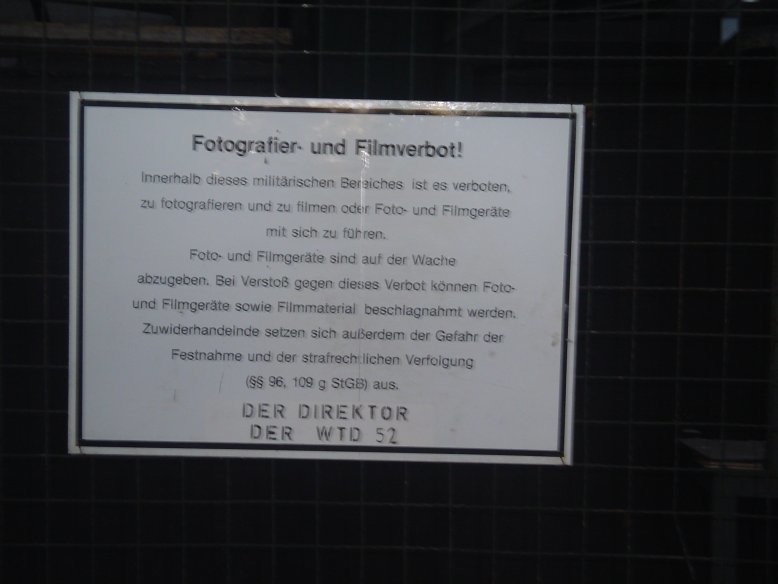 Fotografier- und Filmverbot!
Innerhalb dieses militärischen Bereiches ist es verboten,
zu fotografieren und zu filmen oder Foto- und Filmgeräte
mit sich zu führen.
Foto- und Filmgeräte sind auf der Wache
abzugeben. Bei Verstoß gegen dieses Verbot können Foto-
und Filmgeräte sowie Filmmaterial beschlagnahmt werden.
Zuwiderhandelnde setzen sich außerdem der Gefahr der
Festnahme und der strafrechtlichen Verfolgung
(§§ 96, 109 g StGB) aus.
DER DIREKTOR
DER WTD 52